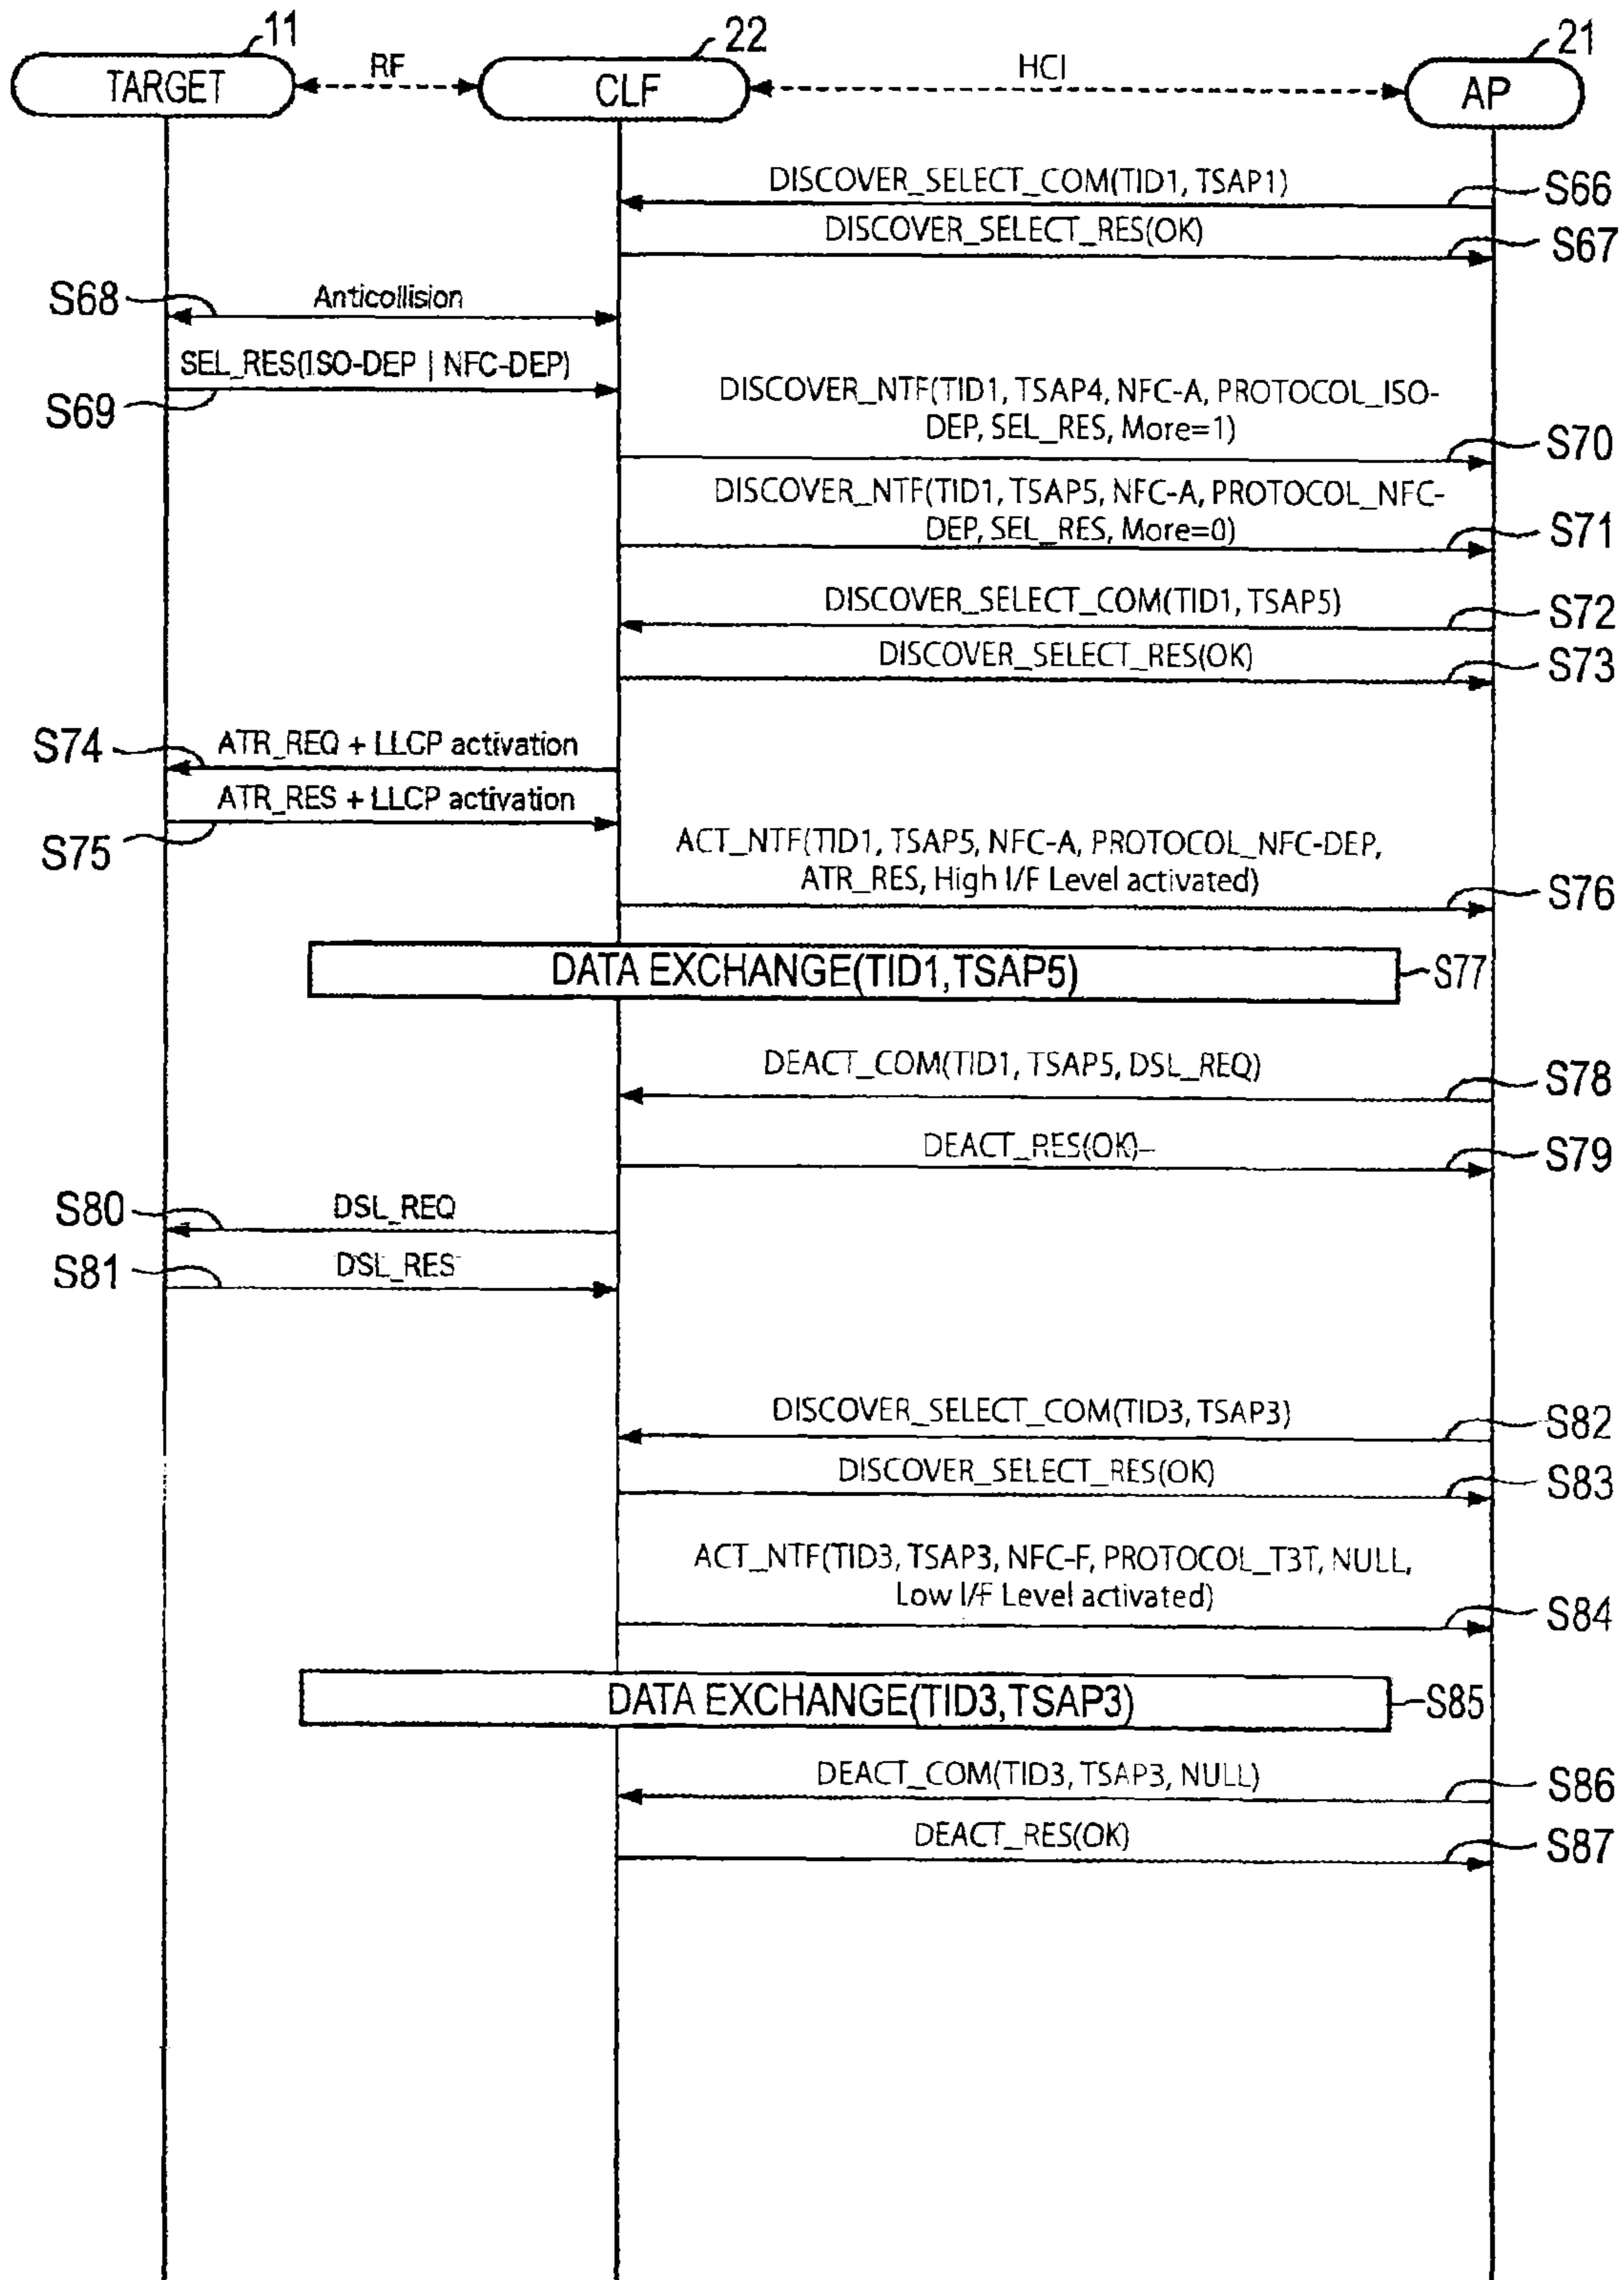 11
22
21
TARGET
RF
CLF
HCI
AP
DISCOVER_SELECT_COM(TID1, TSAP1)
S66
DISCOVER_SELECT_RES(OK)
S67
S68
Anticollision
SEL_RES(ISO-DEP | NFC-DEP)
S69
DISCOVER_NTF(TID1, TSAP4, NFC-A, PROTOCOL_ISO-
DEP, SEL_RES, More=1)
S70
DISCOVER_NTF(TID1, TSAP5, NFC-A, PROTOCOL_NFC-
DEP, SEL_RES, More=0)
S71
DISCOVER_SELECT_COM(TID1, TSAP5)
S72
DISCOVER_SELECT_RES(OK)
S73
S74
ATR_REQ + LLCP activation
ATR_RES + LLCP activation
S75
ACT_NTF(TID1, TSAP5, NFC-A, PROTOCOL_NFC-DEP,
ATR_RES, High I/F Level activated)
S76
DATA EXCHANGE(TID1,TSAP5)
S77
DEACT_COM(TID1, TSAP5, DSL_REQ)
S78
DEACT_RES(OK)–
S79
S80
DSL_REQ
S81
DSL_RES
DISCOVER_SELECT_COM(TID3, TSAP3)
S82
DISCOVER_SELECT_RES(OK)
S83
ACT_NTF(TID3, TSAP3, NFC-F, PROTOCOL_T3T, NULL,
Low I/F Level activated)
S84
DATA EXCHANGE(TID3,TSAP3)
S85
DEACT_COM(TID3, TSAP3, NULL)
S86
DEACT_RES(OK)
S87